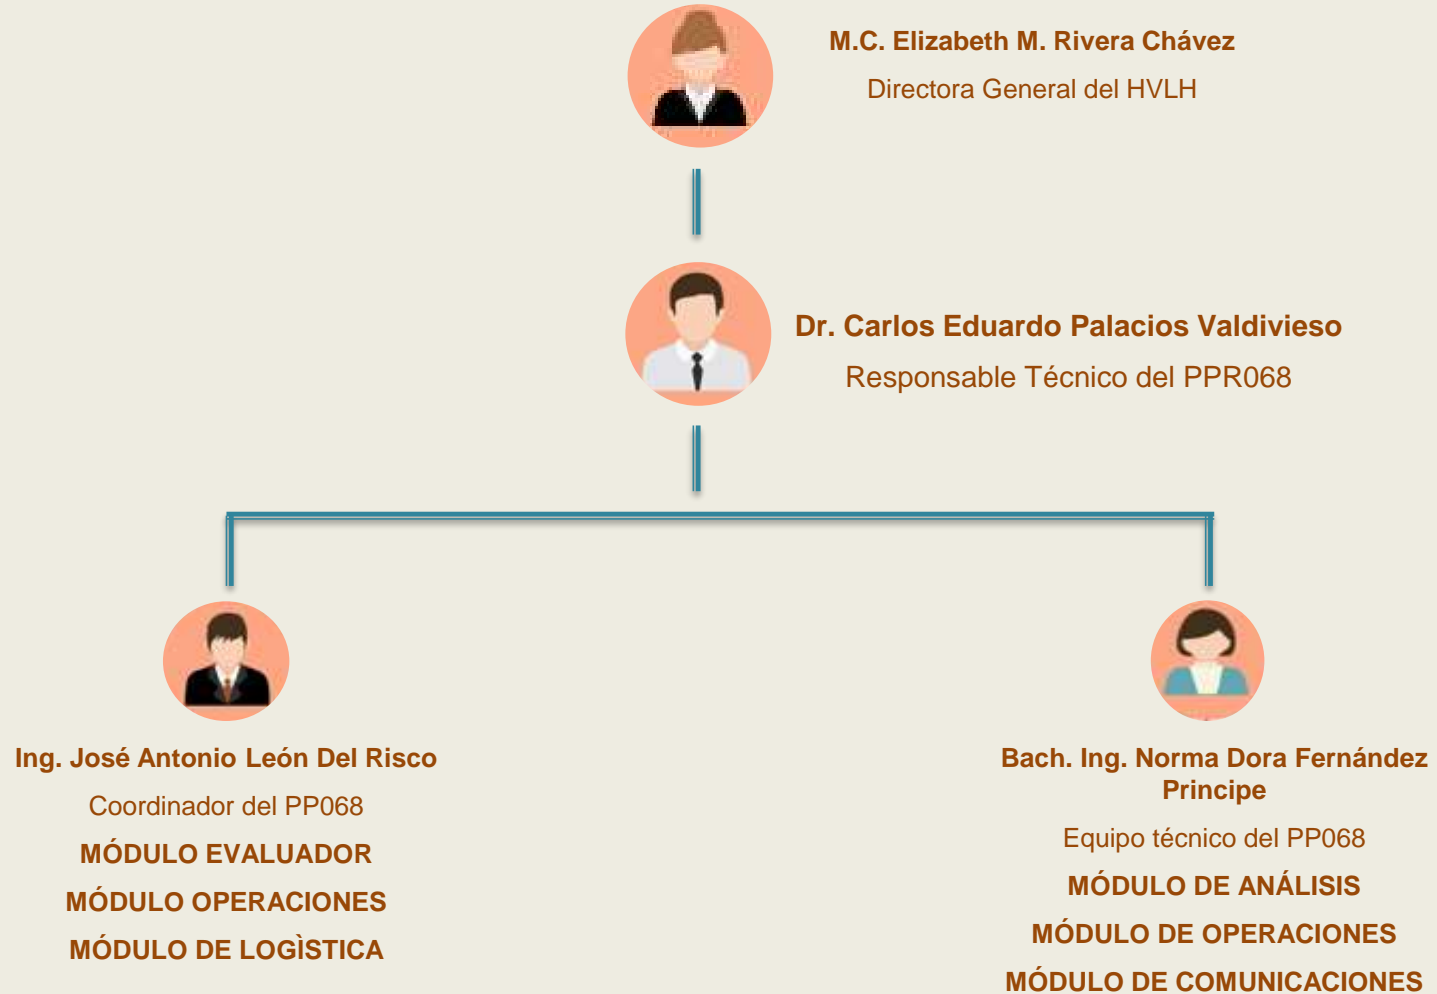 M.C. Elizabeth M. Rivera Chávez
Directora General del HVLH
Dr. Carlos Eduardo Palacios Valdivieso
Responsable Técnico del PPR068
Ing. José Antonio León Del Risco
Coordinador del PP068
MÓDULO EVALUADOR
MÓDULO OPERACIONES
MÓDULO DE LOGÌSTICA
Bach. Ing. Norma Dora Fernández
Principe
Equipo técnico del PP068
MÓDULO DE ANÁLISIS
MÓDULO DE OPERACIONES
MÓDULO DE COMUNICACIONES